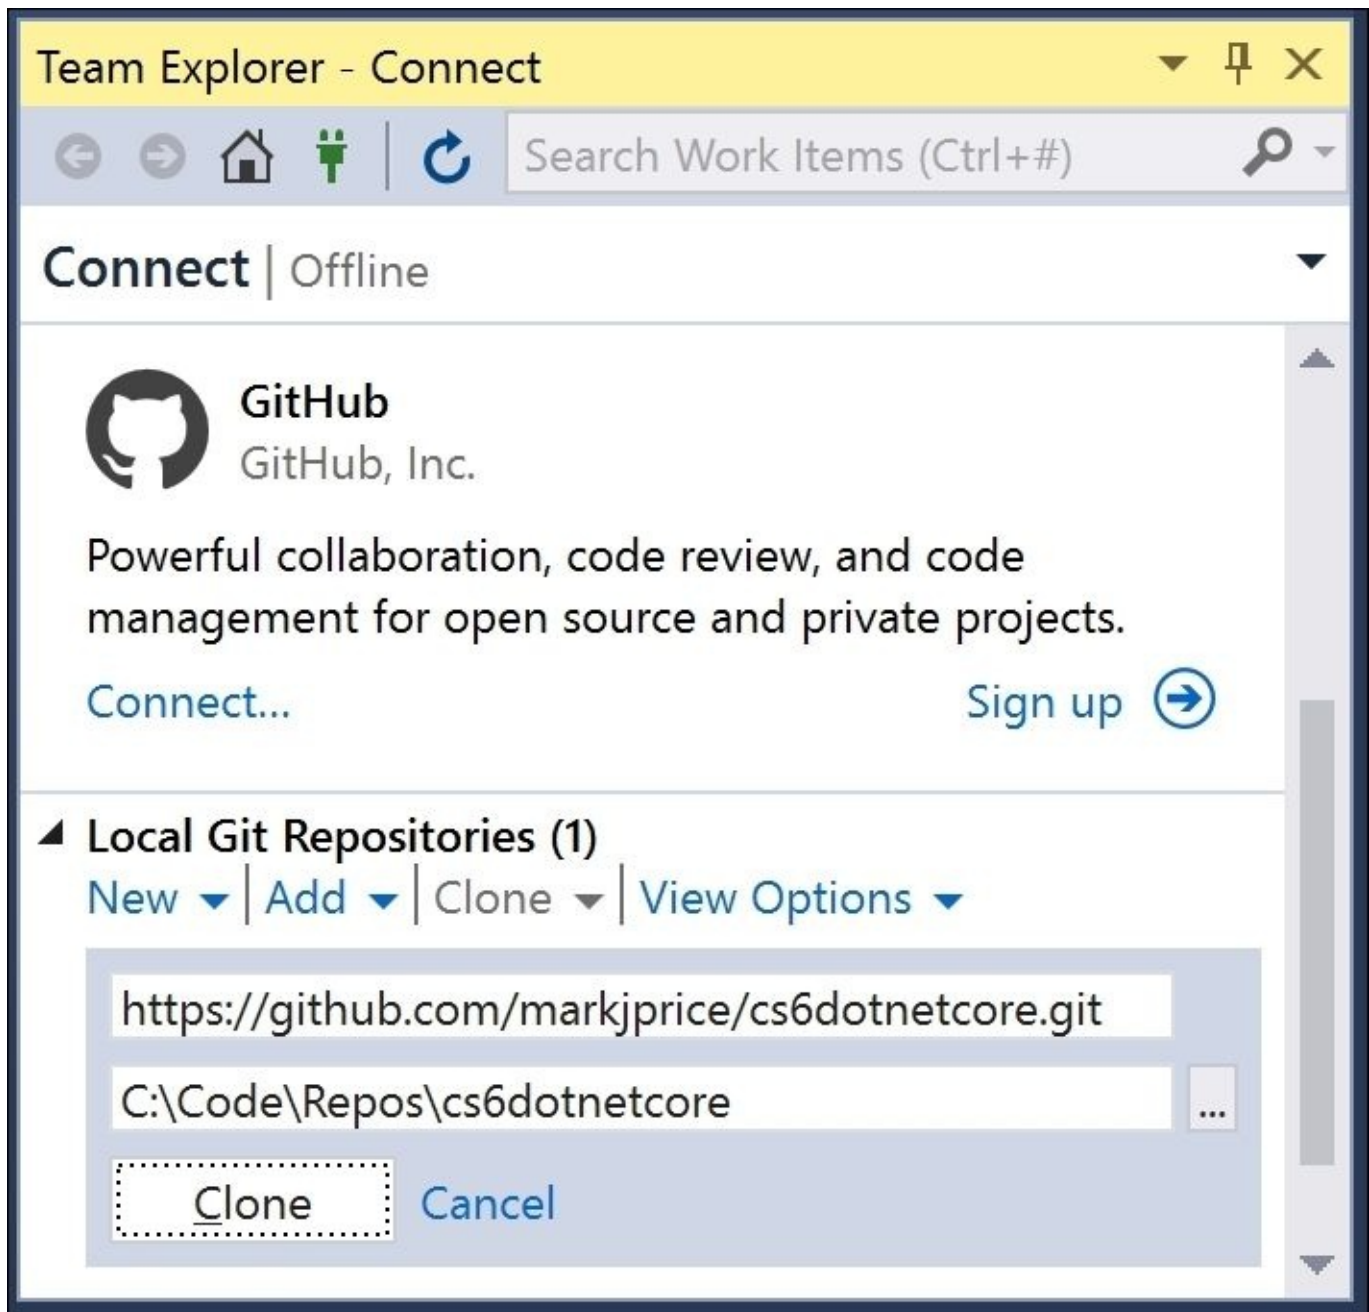 Team Explorer - Connect
Search Work Items (Ctrl+#)
Connect | Offline
GitHub
GitHub, Inc.
Powerful collaboration, code review, and code
management for open source and private projects.
Connect... Sign up
Local Git Repositories (1)
New | Add | Clone | View Options
https://github.com/markjprice/cs6dotnetcore.git
C:\Code\Repos\cs6dotnetcore ...
Clone Cancel